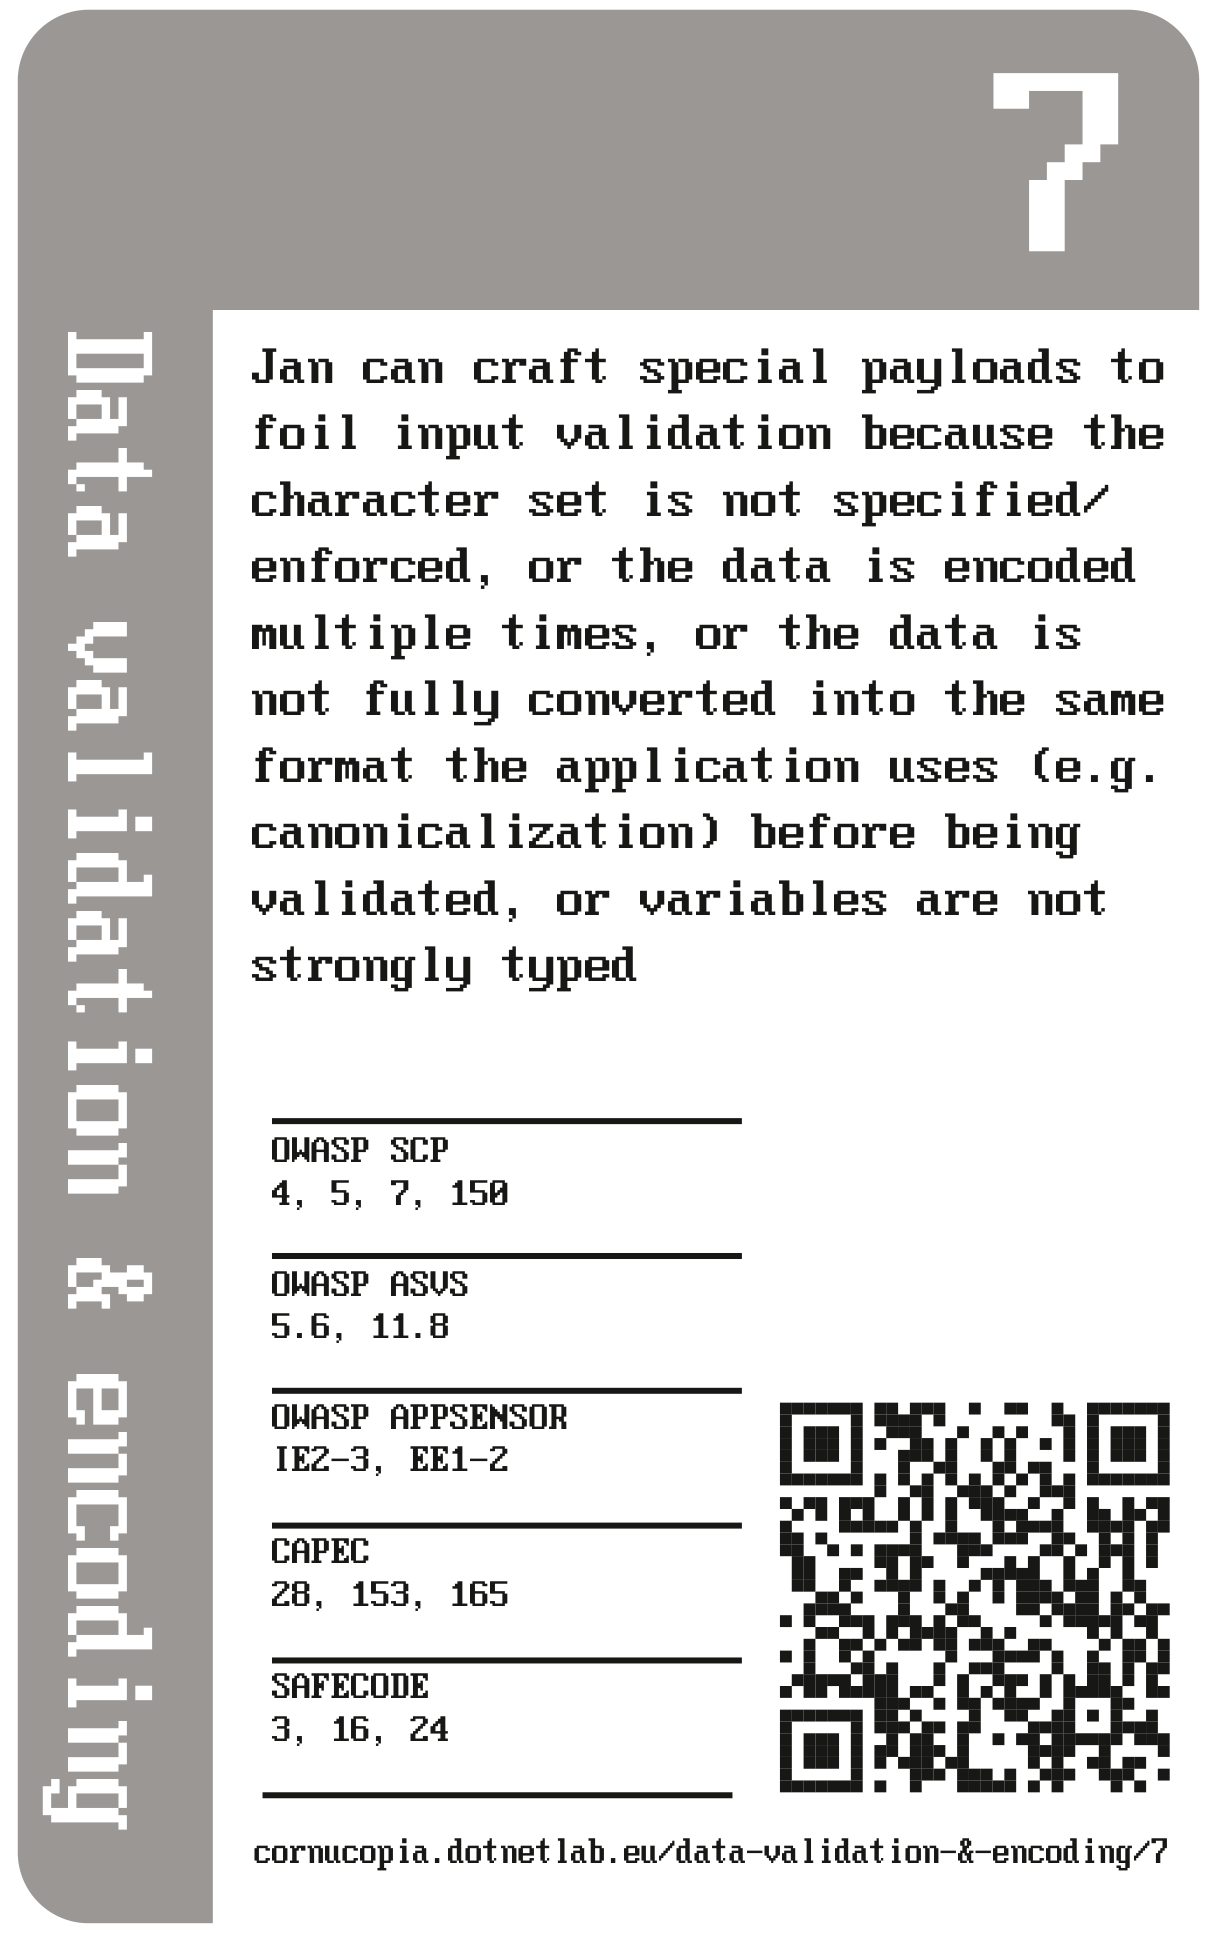 7
Data validation & encoding
Jan can craft special payloads to
foil input validation because the
character set is not specified/
enforced, or the data is encoded
multiple times, or the data is
not fully converted into the same
format the application uses (e.g.
canonicalization) before being
validated, or variables are not
strongly typed
OWASP SCP
4, 5, 7, 150
OWASP ASVS
5.6, 11.8
OWASP APPSENSOR
IE2-3, EE1-2
CAPEC
28, 153, 165
SAFECODE
3, 16, 24
cornucopia.dotnetlab.eu/data-validation-&-encoding/7